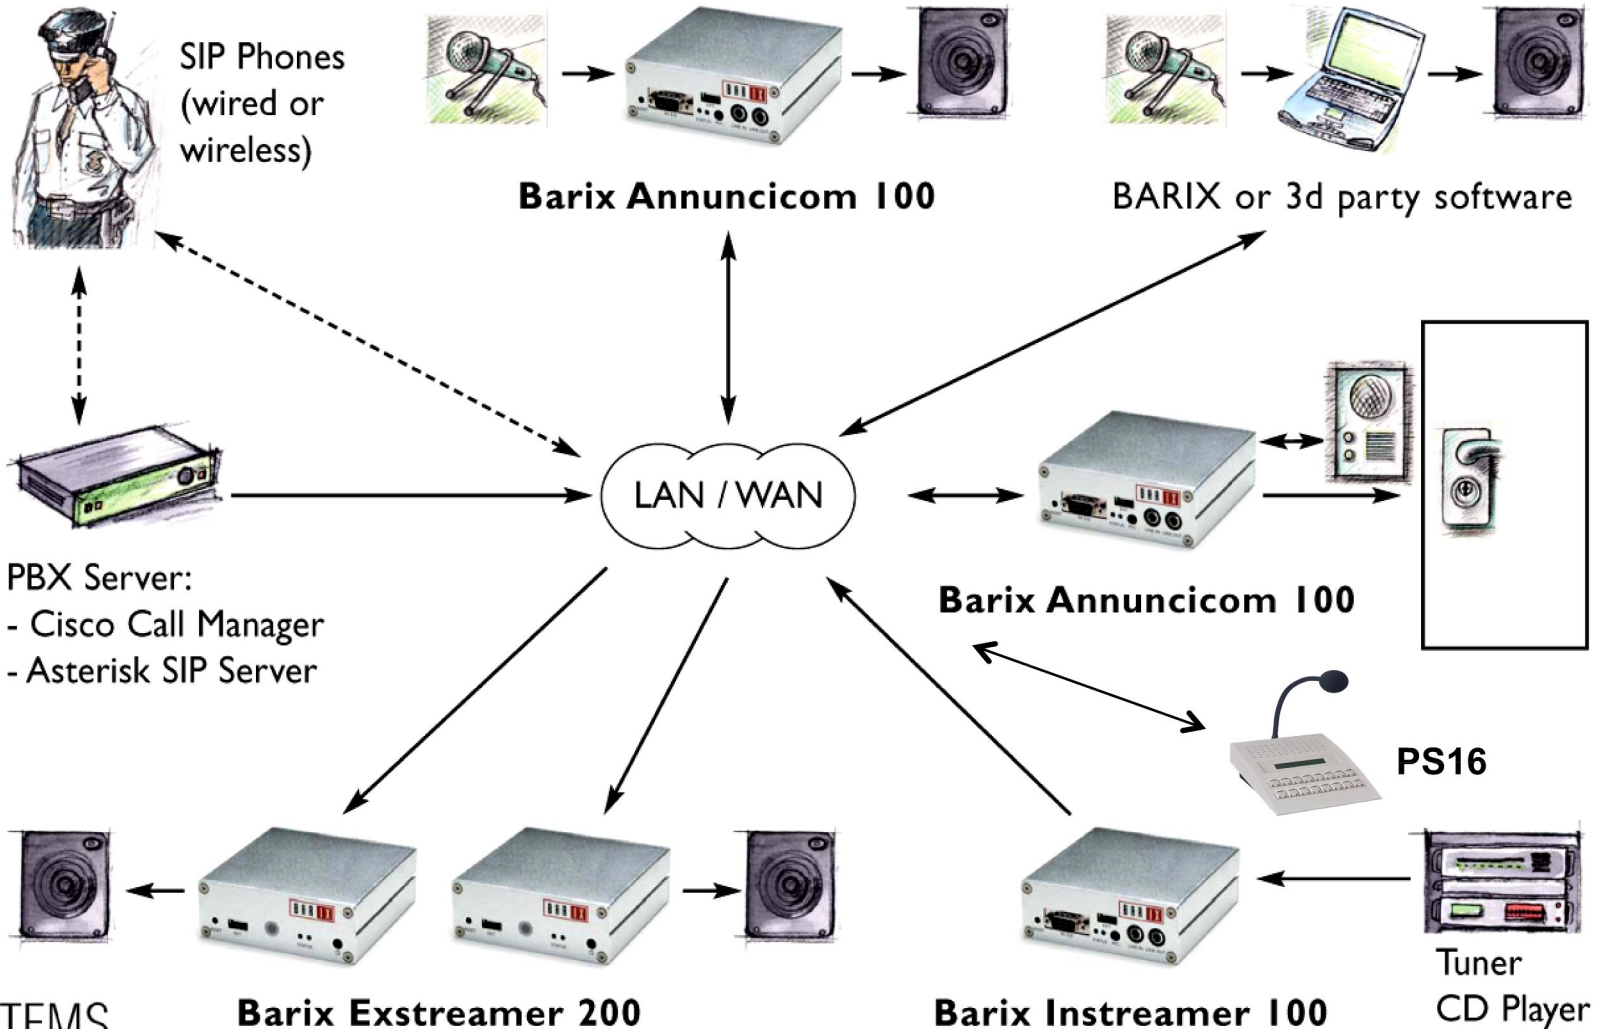 SIP Phones
(wired or
wireless)
Barix Annuncicom 100
BARIX or 3d party software
LAN / WAN
PBX Server:
- Cisco Call Manager
- Asterisk SIP Server
Barix Annuncicom 100
PS16
Barix Exstreamer 200
Barix Instreamer 100
Tuner
CD Player
TEMS